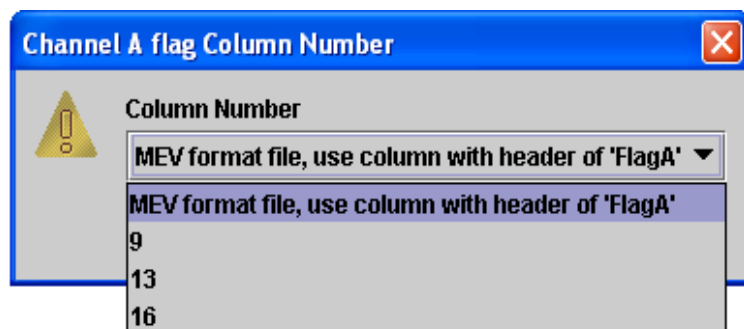 Channel A flag Column Number
Column Number
MEV format file, use column with header of 'FlagA'
MEV format file, use column with header of 'FlagA'
9
13
16